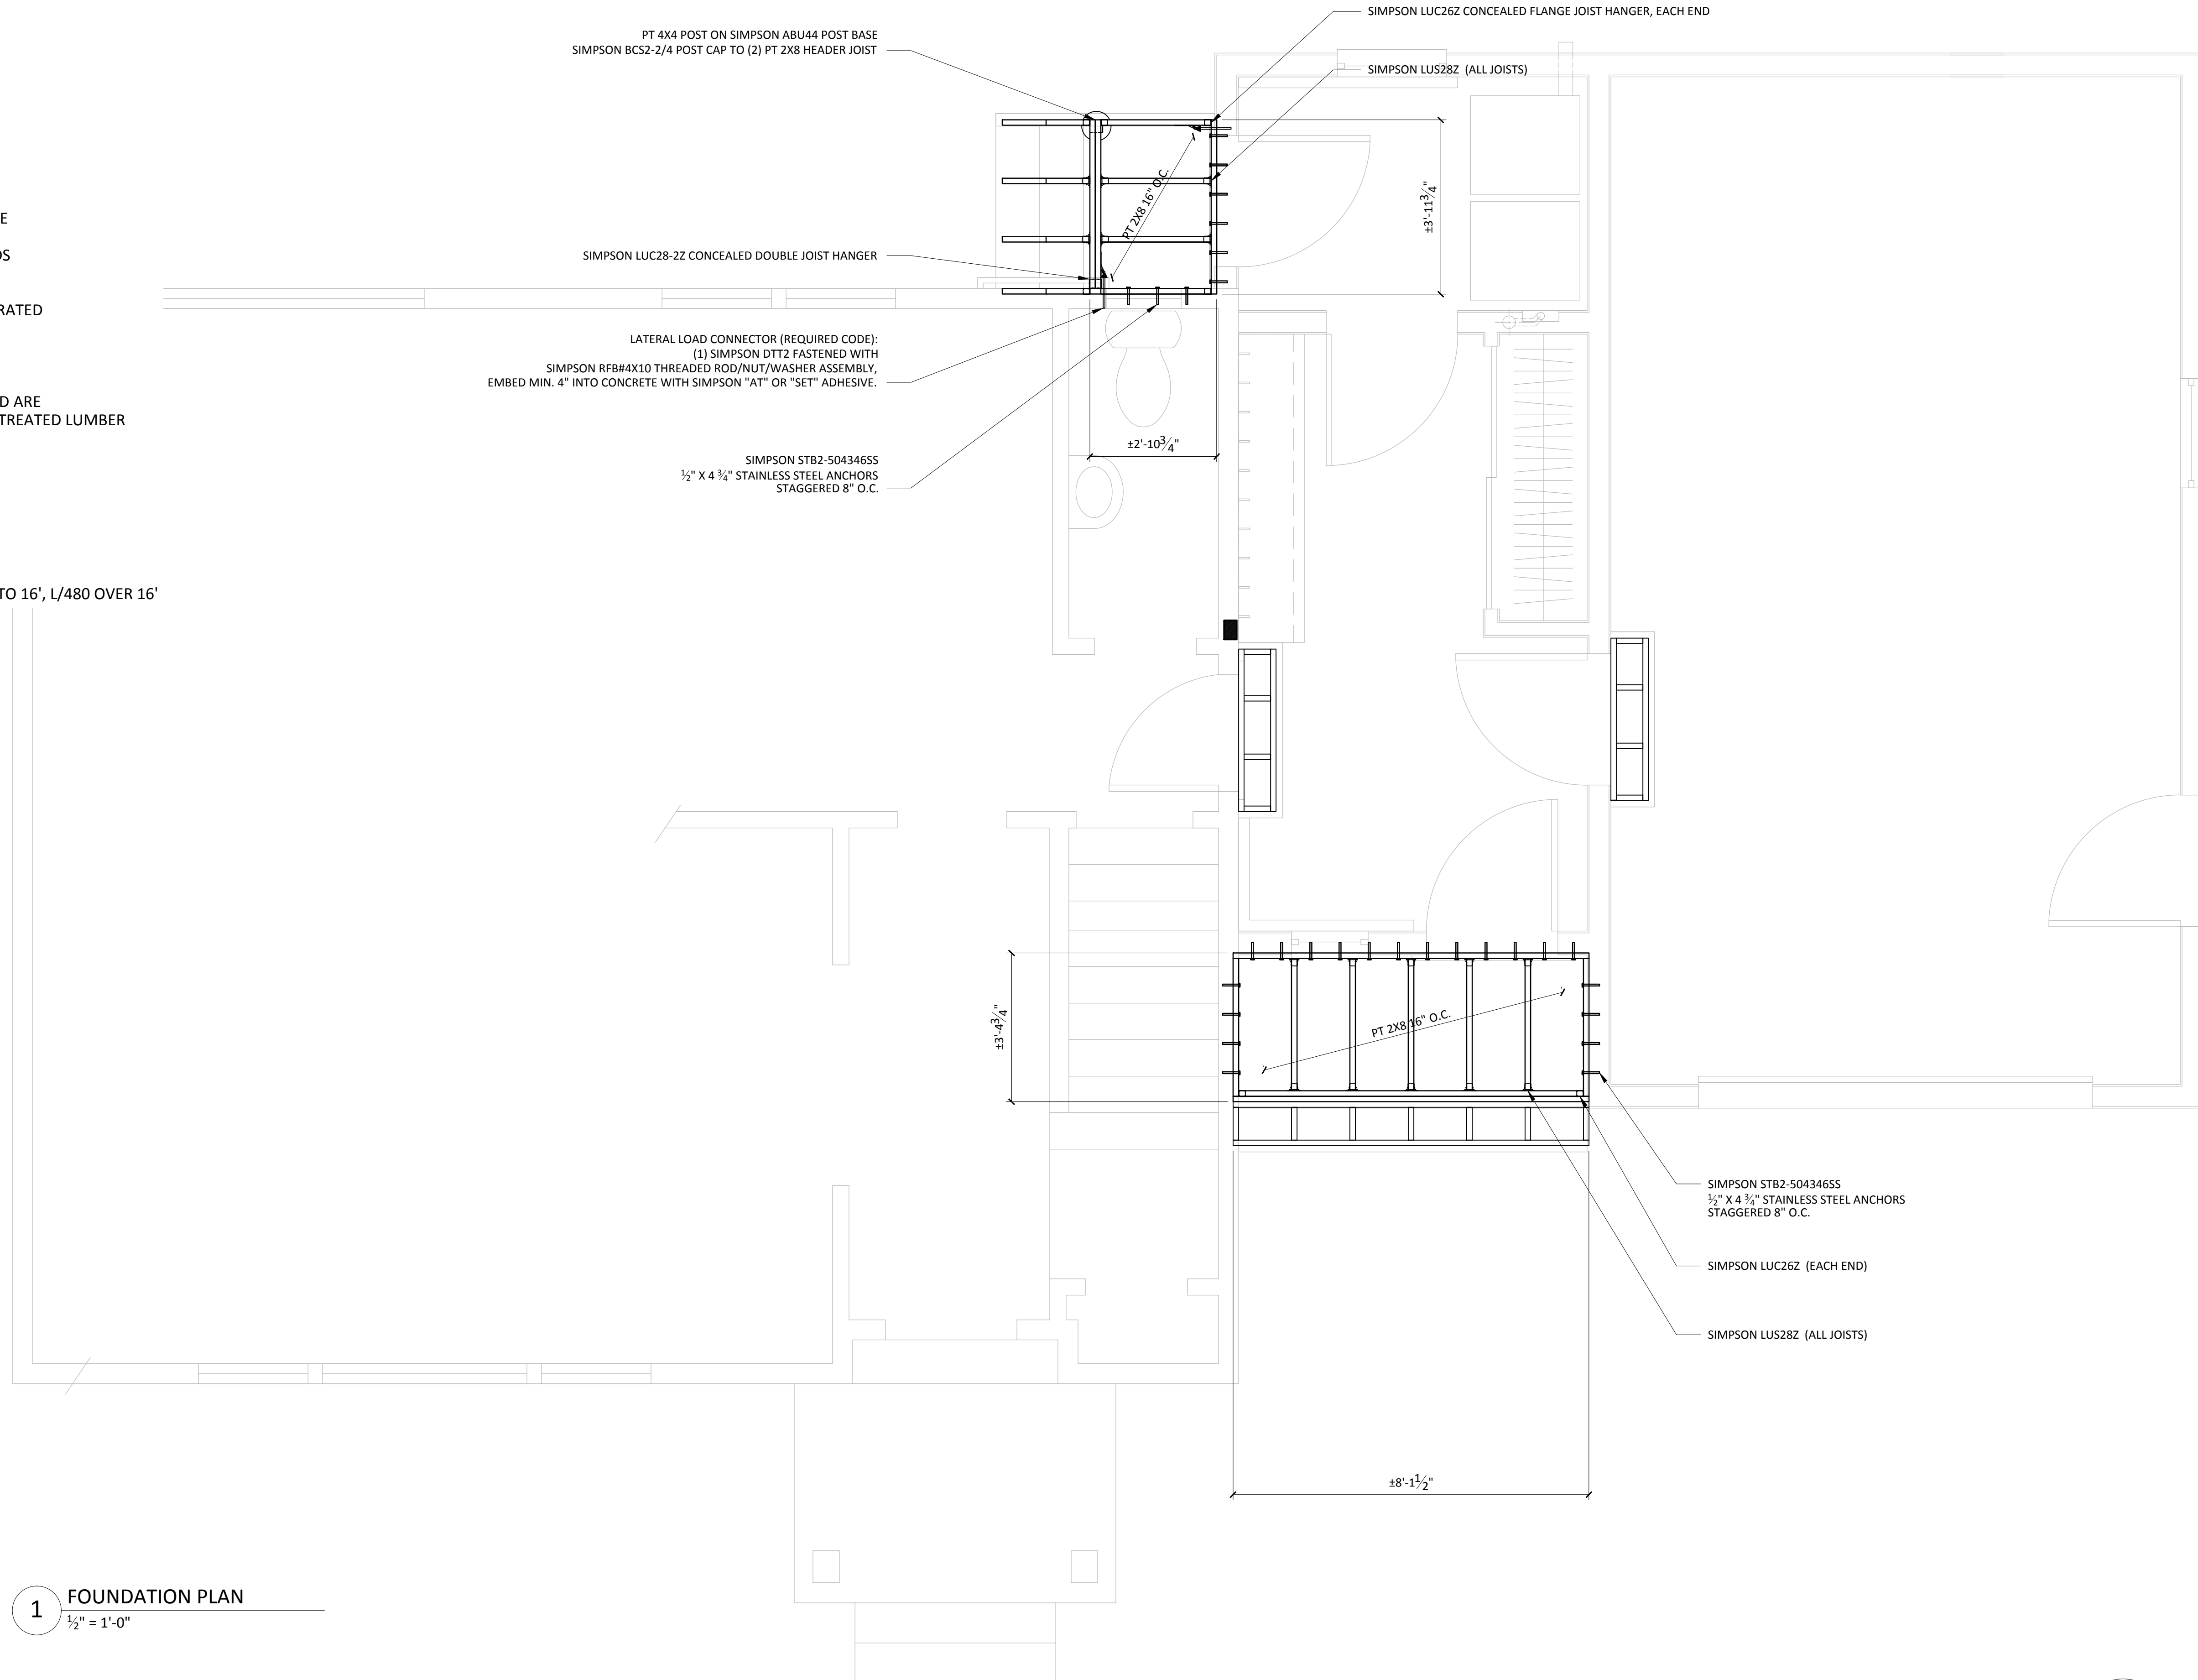 SIMPSON LUC26Z CONCEALED FLANGE JOIST HANGER, EACH END
PT 4X4 POST ON SIMPSON ABU44 POST BASE
SIMPSON BCS2-2/4 POST CAP TO (2) PT 2X8 HEADER JOIST
SIMPSON LUS28Z (ALL JOISTS)
PT 2X8 16" O.C.
±3'-11¾"
E
OS
SIMPSON LUC28-2Z CONCEALED DOUBLE JOIST HANGER
RATED
LATERAL LOAD CONNECTOR (REQUIRED CODE):
(1) SIMPSON DTT2 FASTENED WITH
SIMPSON RFB#4X10 THREADED ROD/NUT/WASHER ASSEMBLY,
EMBED MIN. 4" INTO CONCRETE WITH SIMPSON "AT" OR "SET" ADHESIVE.
D ARE
TREATED LUMBER
±2'-10¾"
SIMPSON STB2-504346SS
½" X 4 ¾" STAINLESS STEEL ANCHORS
STAGGERED 8" O.C.
TO 16', L/480 OVER 16'
±3'-4¾"
PT 2X8 16" O.C.
SIMPSON STB2-504346SS
½" X 4 ¾" STAINLESS STEEL ANCHORS
STAGGERED 8" O.C.
SIMPSON LUC26Z (EACH END)
SIMPSON LUS28Z (ALL JOISTS)
±8'-1½"
1
FOUNDATION PLAN
½" = 1'-0"